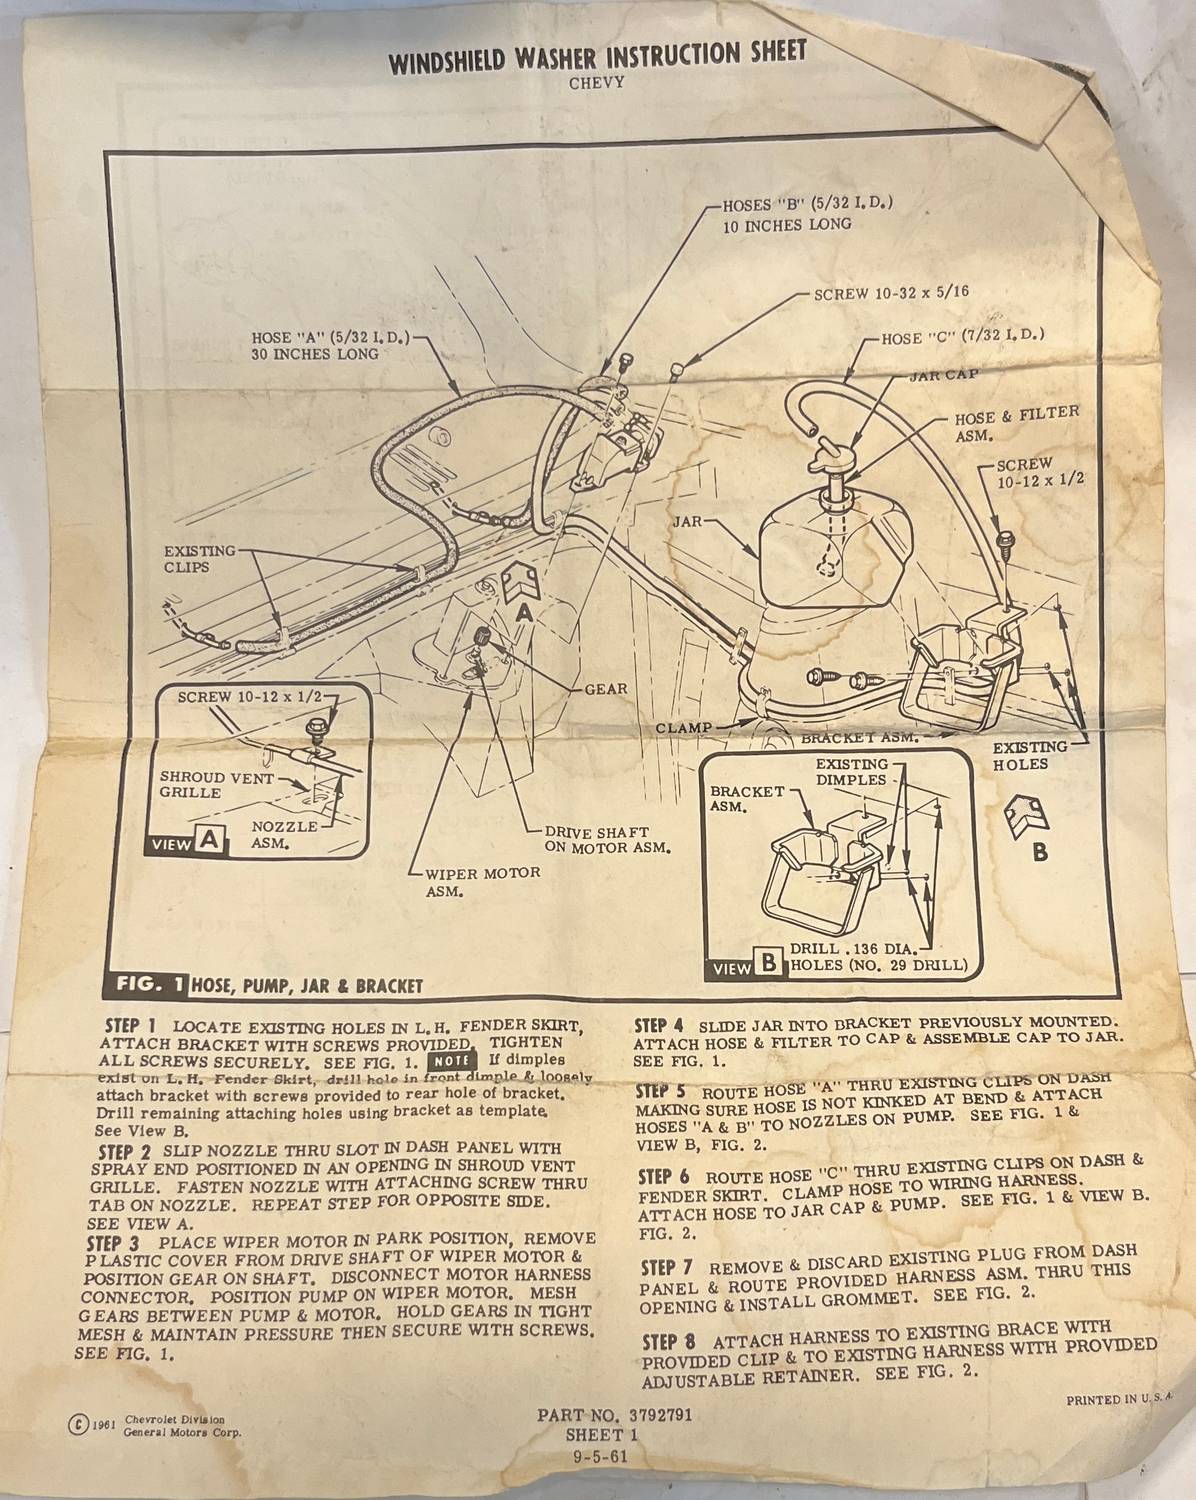 WINDSHIELD WASHER INSTRUCTION SHEET
CHEVY
HOSES "B" (5/32 I.D.)
10 INCHES LONG
SCREW 10-32 x 5/16
HOSE "A" (5/32 I.D.)
30 INCHES LONG
HOSE "C" (7/32 I.D.)
JAR CAP
HOSE & FILTER
ASM.
SCREW
10-12 x 1/2
JAR
EXISTING
CLIPS
A
GEAR
SCREW 10-12 x 1/2
CLAMP
BRACKET ASM.
EXISTING
HOLES
SHROUD VENT
GRILLE
NOZZLE
ASM.
VIEW A
EXISTING
DIMPLES
BRACKET
ASM.
B
DRIVE SHAFT
ON MOTOR ASM.
WIPER MOTOR
ASM.
DRILL .136 DIA.
HOLES (NO. 29 DRILL)
VIEW B
FIG. 1 HOSE, PUMP, JAR & BRACKET
STEP 1 LOCATE EXISTING HOLES IN L.H. FENDER SKIRT,
ATTACH BRACKET WITH SCREWS PROVIDED. TIGHTEN
ALL SCREWS SECURELY. SEE FIG. 1. NOTE If dimples
exist on L.H. Fender Skirt, drill hole in front dimple & loosely
attach bracket with screws provided to rear hole of bracket.
Drill remaining attaching holes using bracket as template.
See View B.
STEP 2 SLIP NOZZLE THRU SLOT IN DASH PANEL WITH
SPRAY END POSITIONED IN AN OPENING IN SHROUD VENT
GRILLE. FASTEN NOZZLE WITH ATTACHING SCREW THRU
TAB ON NOZZLE. REPEAT STEP FOR OPPOSITE SIDE.
SEE VIEW A.
STEP 3 PLACE WIPER MOTOR IN PARK POSITION, REMOVE
PLASTIC COVER FROM DRIVE SHAFT OF WIPER MOTOR &
POSITION GEAR ON SHAFT. DISCONNECT MOTOR HARNESS
CONNECTOR. POSITION PUMP ON WIPER MOTOR. MESH
GEARS BETWEEN PUMP & MOTOR. HOLD GEARS IN TIGHT
MESH & MAINTAIN PRESSURE THEN SECURE WITH SCREWS.
SEE FIG. 1.
STEP 4 SLIDE JAR INTO BRACKET PREVIOUSLY MOUNTED.
ATTACH HOSE & FILTER TO CAP & ASSEMBLE CAP TO JAR.
SEE FIG. 1.
STEP 5 ROUTE HOSE "A" THRU EXISTING CLIPS ON DASH
MAKING SURE HOSE IS NOT KINKED AT BEND & ATTACH
HOSES "A & B" TO NOZZLES ON PUMP. SEE FIG. 1 &
VIEW B, FIG. 2.
STEP 6 ROUTE HOSE "C" THRU EXISTING CLIPS ON DASH &
FENDER SKIRT. CLAMP HOSE TO WIRING HARNESS.
ATTACH HOSE TO JAR CAP & PUMP. SEE FIG. 1 & VIEW B.
FIG. 2.
STEP 7 REMOVE & DISCARD EXISTING PLUG FROM DASH
PANEL & ROUTE PROVIDED HARNESS ASM. THRU THIS
OPENING & INSTALL GROMMET. SEE FIG. 2.
STEP 8 ATTACH HARNESS TO EXISTING BRACE WITH
PROVIDED CLIP & TO EXISTING HARNESS WITH PROVIDED
ADJUSTABLE RETAINER. SEE FIG. 2.
© 1961 Chevrolet Division
General Motors Corp.
PART NO. 3792791
SHEET 1
9-5-61
PRINTED IN U.S.A